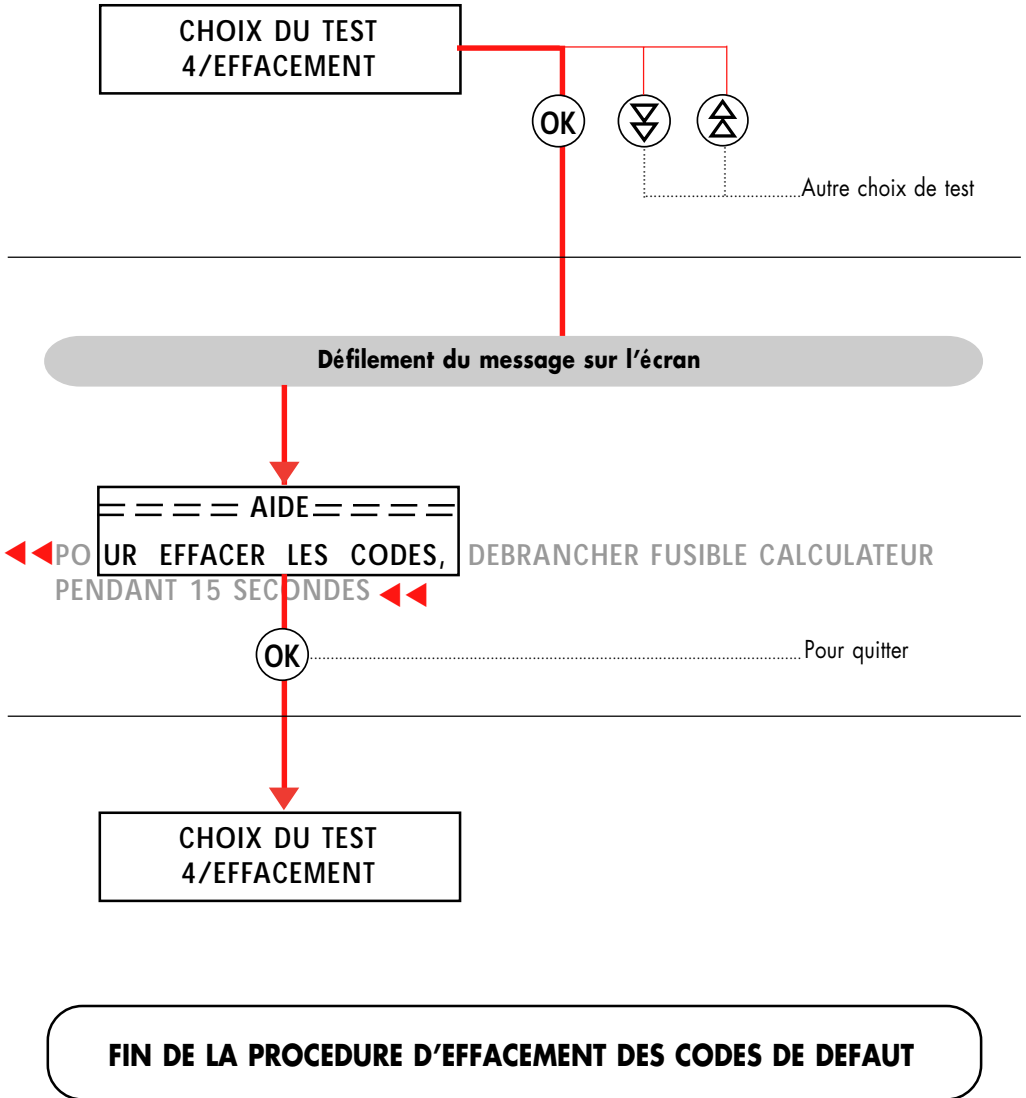 CHOIX DU TEST
4/EFFACEMENT
OK
Autre choix de test
Défilement du message sur l'écran
= = = = AIDE = = = =
POUR EFFACER LES CODES, DEBRANCHER FUSIBLE CALCULATEUR
PENDANT 15 SECONDES
OK
Pour quitter
CHOIX DU TEST
4/EFFACEMENT
FIN DE LA PROCEDURE D'EFFACEMENT DES CODES DE DEFAUT